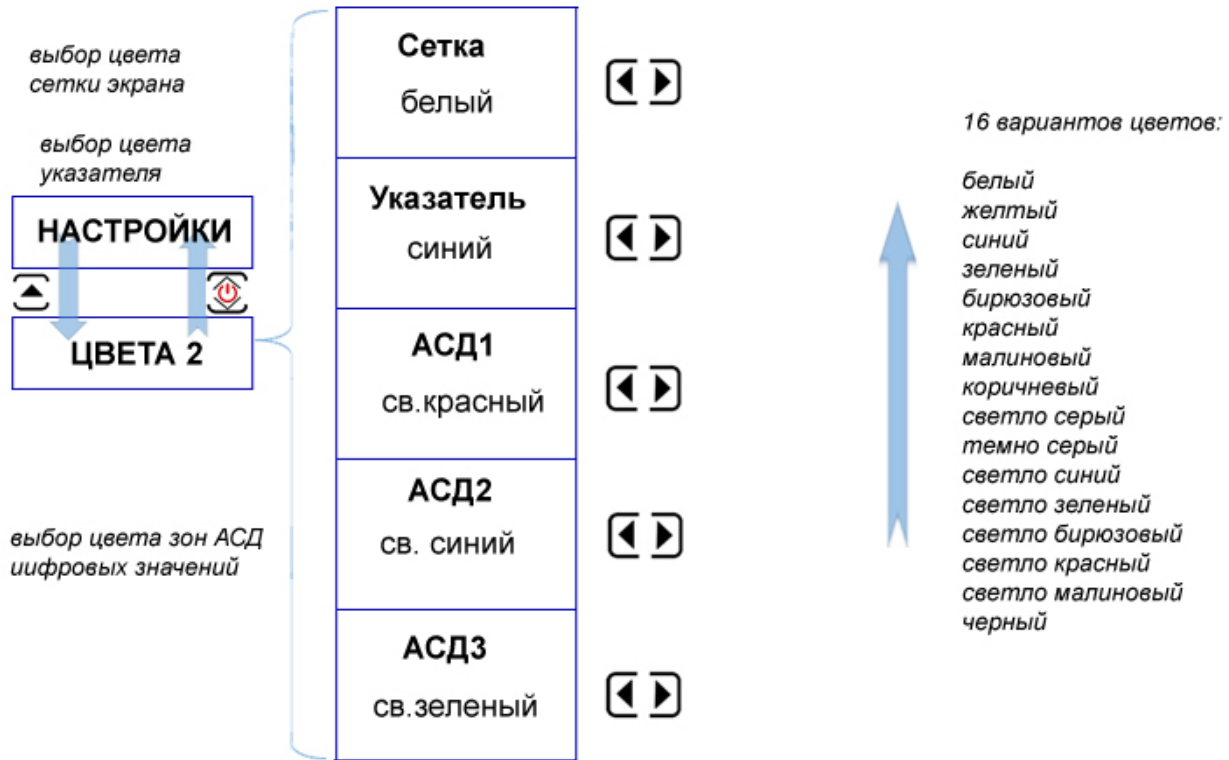 выбор цвета
сетки экрана
выбор цвета
указателя
НАСТРОЙКИ
ЦВЕТА 2
выбор цвета зон АСД
иифровых значений
Сетка
белый
Указатель
синий
АСД1
св.красный
АСД2
св. синий
АСД3
св.зеленый
16 вариантов цветов:
белый
желтый
синий
зеленый
бирюзовый
красный
малиновый
коричневый
светло серый
темно серый
светло синий
светло зеленый
светло бирюзовый
светло красный
светло малиновый
черный